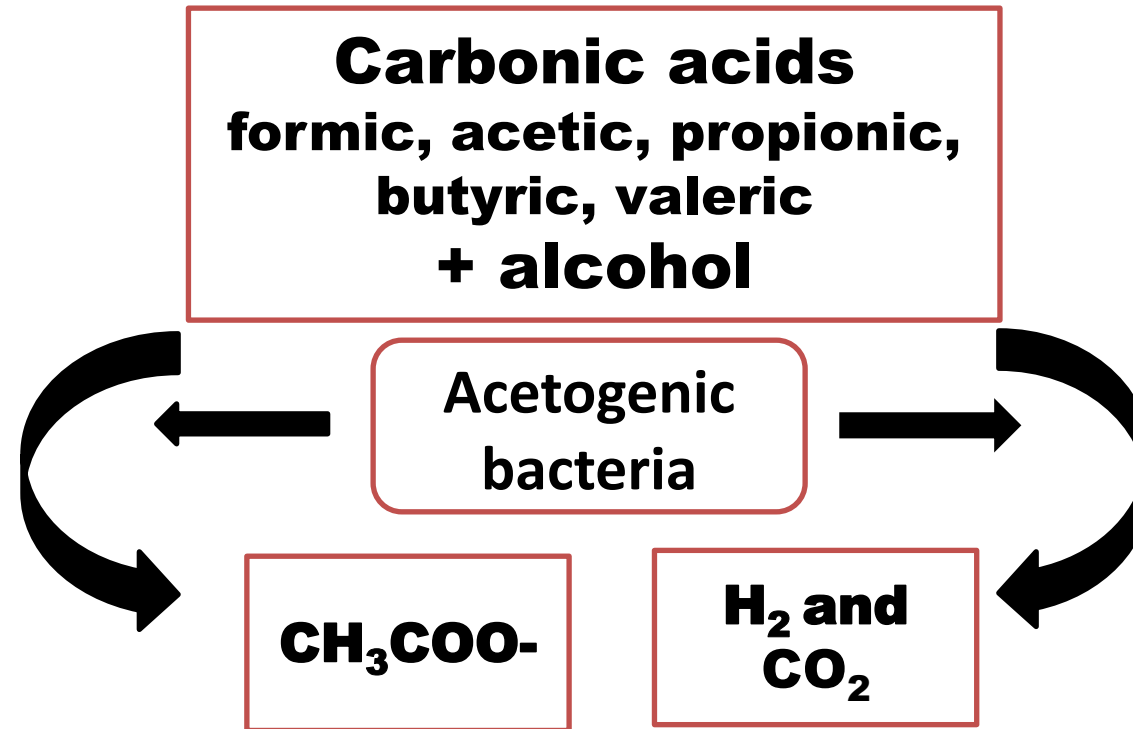 Carbonic acids
formic, acetic, propionic,
butyric, valeric
+ alcohol
Acetogenic
bacteria
CH₃COO-
H₂ and
CO₂